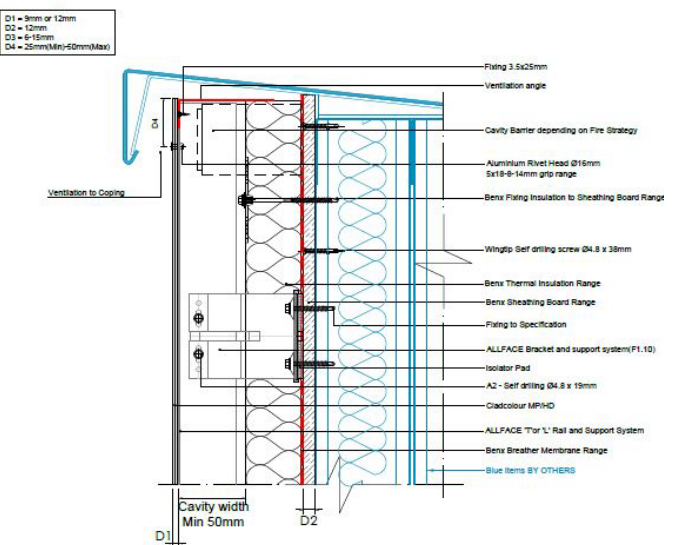 D1 = 9mm or 12mm
D2 = 12mm
D3 = 6-15mm
D4 = 25mm(Min)-50mm(Max)
Fixing 3.5x25mm
Ventilation angle
D4
Cavity Barrier depending on Fire Strategy
Aluminium Rivet Head Ø16mm
5x18-8-14mm grip range
Ventilation to Coping
Benx Fixing Insulation to Sheathing Board Range
Wingtip Self drilling screw Ø4.8 x 38mm
Benx Thermal Insulation Range
Benx Sheathing Board Range
Fixing to Specification
ALLFACE Bracket and support system(F1.10)
Isolator Pad
A2 - Self drilling Ø4.8 x 19mm
Cladcolour MP/HD
ALLFACE 'T'or 'L' Rail and Support System
Benx Breather Membrane Range
Blue Items BY OTHERS
Cavity width
Min 50mm
D2
D1